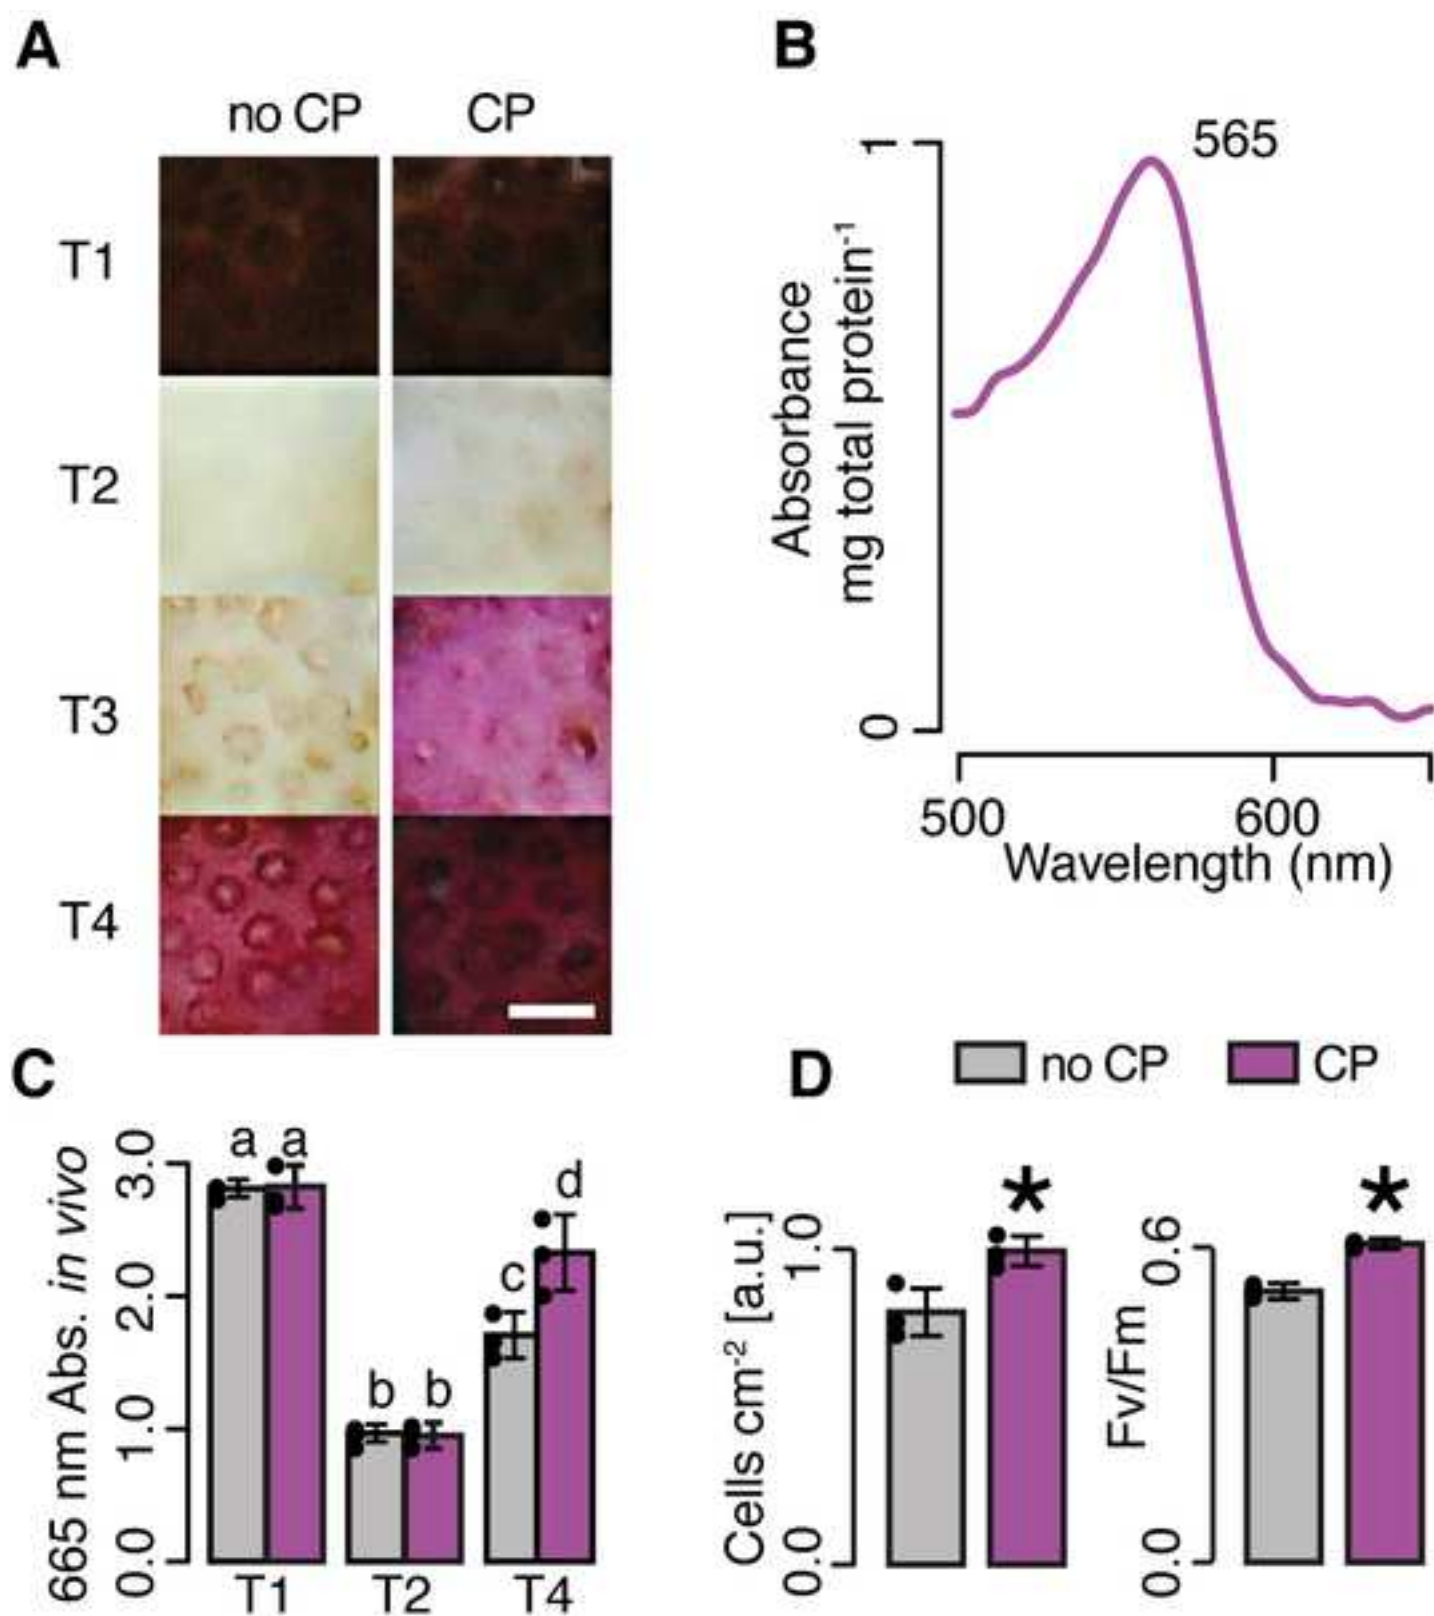 A
no CP CP
T1
T2
T3
T4
B
565
1
0
Absorbance
mg total protein⁻¹
500 600
Wavelength (nm)
C
665 nm Abs. in vivo
3.0
2.0
1.0
0.0
a a
b b
c
d
T1 T2 T4
D
no CP CP
Cells cm⁻² [a.u.]
1.0
0.0
*
Fv/Fm
0.6
0.0
*